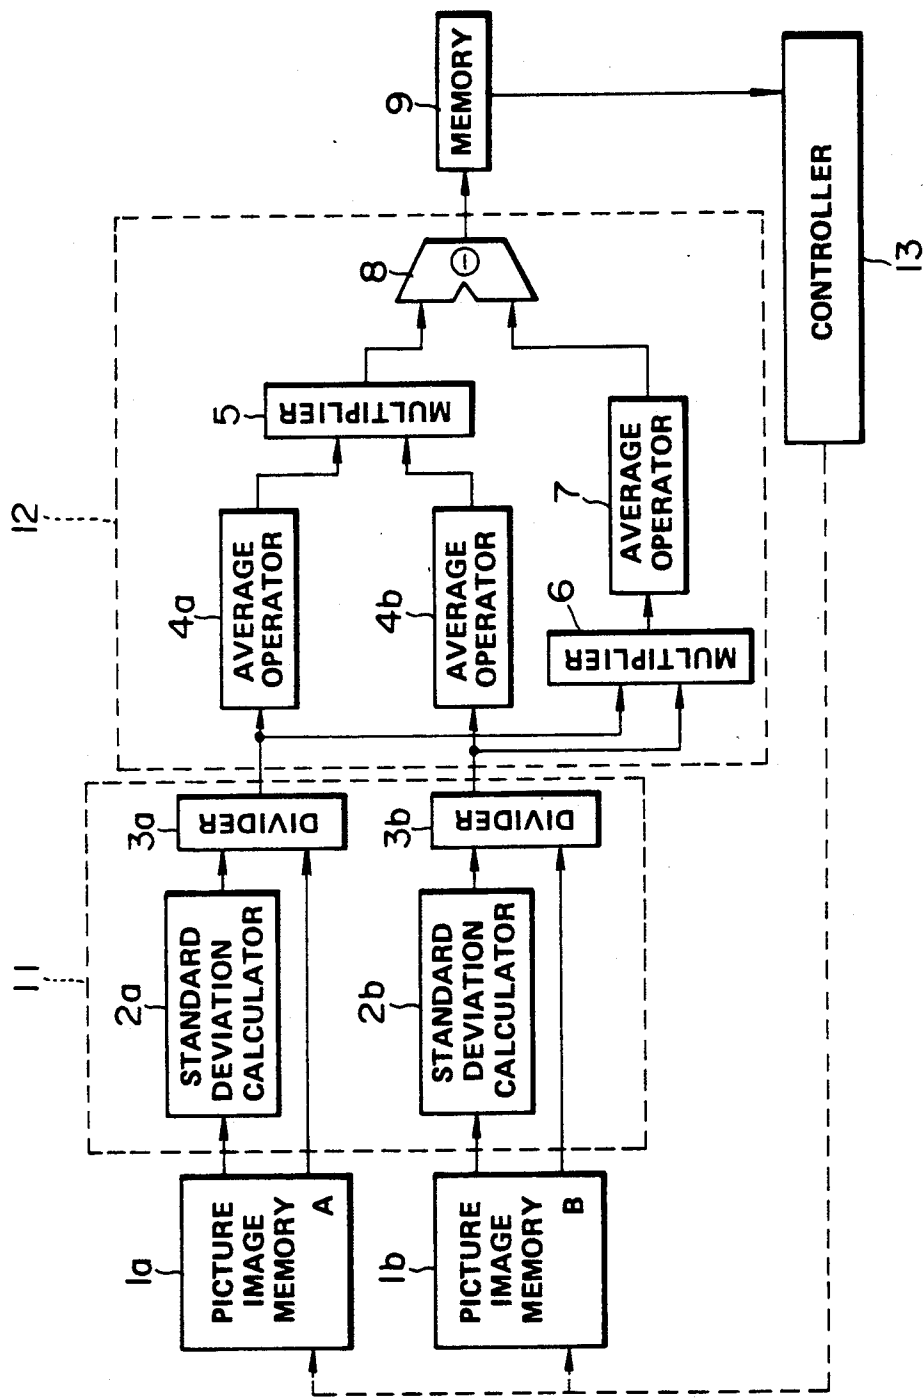 1a
PICTURE
IMAGE
MEMORY
A
1b
PICTURE
IMAGE
MEMORY
B
11
2a
STANDARD
DEVIATION
CALCULATOR
3a
DIVIDER
2b
STANDARD
DEVIATION
CALCULATOR
3b
DIVIDER
12
4a
AVERAGE
OPERATOR
4b
AVERAGE
OPERATOR
5
MULTIPLIER
6
MULTIPLIER
7
AVERAGE
OPERATOR
8
−
9
MEMORY
CONTROLLER
13